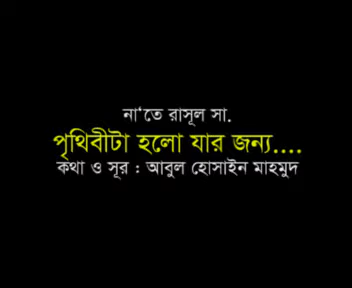 না‘তে রাসূল সা.
পৃথিবীটা হলো যার জন্য....
কথা ও সূর : আবুল হোসাইন মাহমুদ